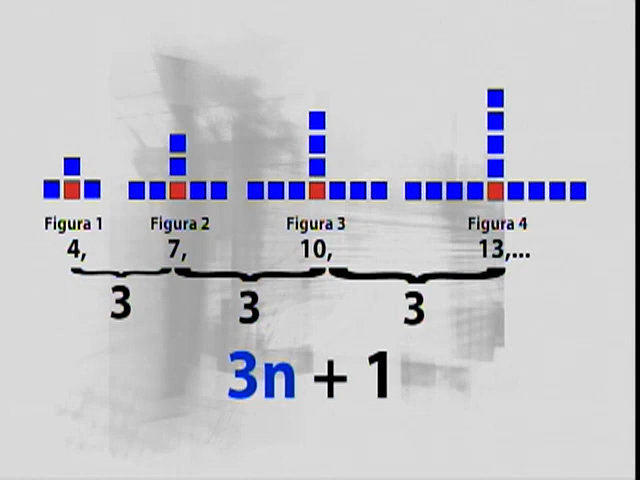 Figura 1 Figura 2 Figura 3 Figura 4
4, 7, 10, 13,...
3 3 3
3n + 1